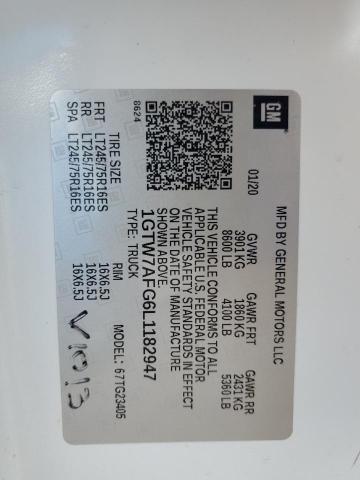 GM
MFD BY GENERAL MOTORS LLC
01/20 GVWR GAWR FRT GAWR RR
3901 KG 1860 KG 2431 KG
8600 LB 4100 LB 5360 LB
THIS VEHICLE CONFORMS TO ALL
APPLICABLE U.S. FEDERAL MOTOR
VEHICLE SAFETY STANDARDS IN EFFECT
ON THE DATE OF MANUFACTURE
SHOWN ABOVE.
1GTW7AFG6L1182947
TYPE: TRUCK MODEL: 67TG23405
8624
TIRE SIZE RIM
FRT LT245/75R16ES 16X6.5J
RR LT245/75R16ES 16X6.5J
SPA LT245/75R16ES 16X6.5J
V1013